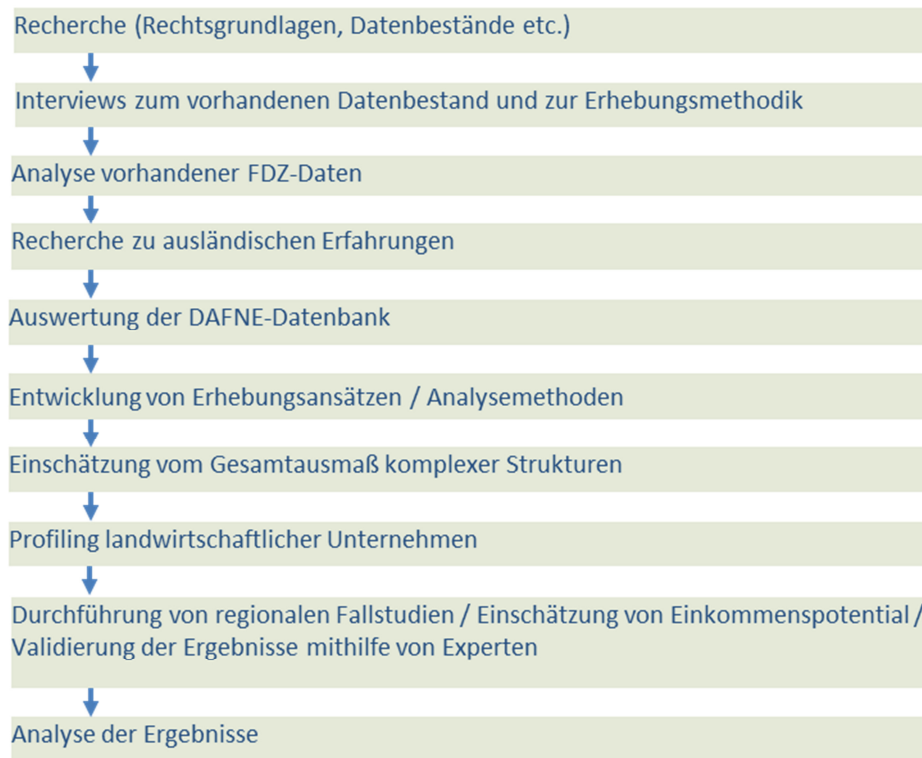 Recherche (Rechtsgrundlagen, Datenbestände etc.)
Interviews zum vorhandenen Datenbestand und zur Erhebungsmethodik
Analyse vorhandener FDZ-Daten
Recherche zu ausländischen Erfahrungen
Auswertung der DAFNE-Datenbank
Entwicklung von Erhebungsansätzen / Analysemethoden
Einschätzung vom Gesamtausmaß komplexer Strukturen
Profiling landwirtschaftlicher Unternehmen
Durchführung von regionalen Fallstudien / Einschätzung von Einkommenspotential /
Validierung der Ergebnisse mithilfe von Experten
Analyse der Ergebnisse